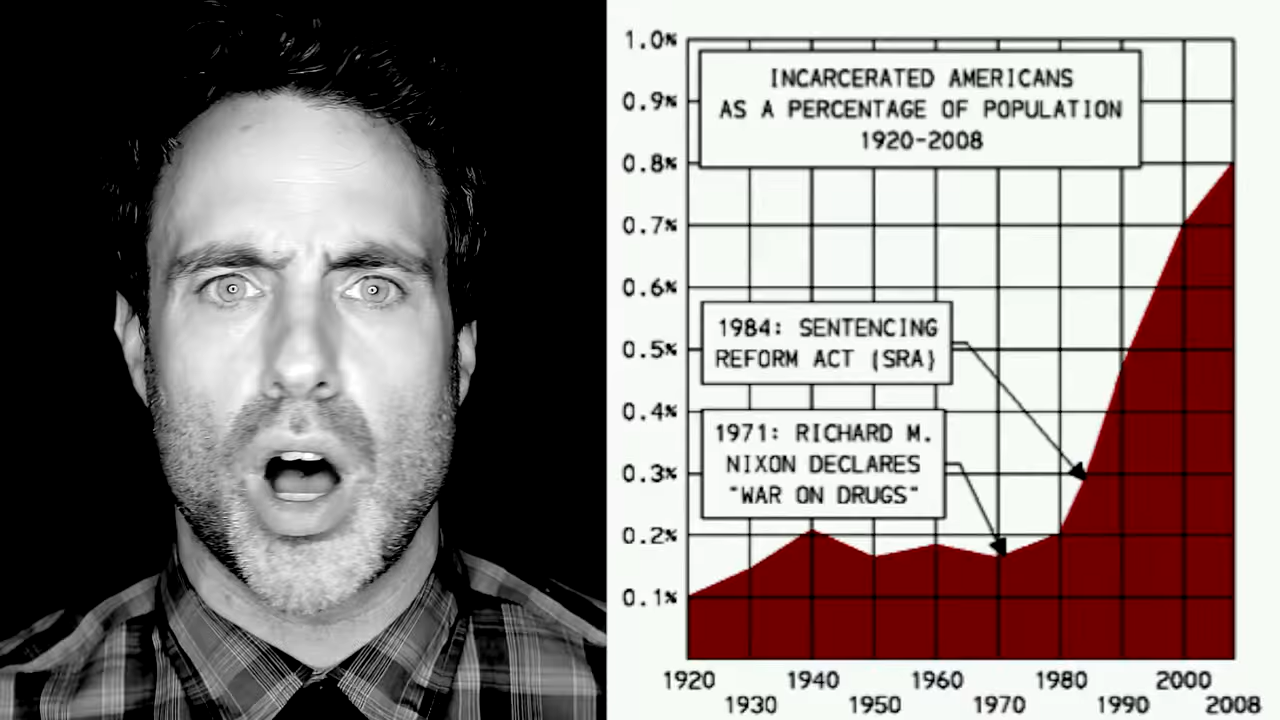 1.0%
INCARCERATED AMERICANS
AS A PERCENTAGE OF POPULATION
1920-2008
0.9%
0.8%
0.7%
0.6%
1984: SENTENCING
REFORM ACT (SRA)
0.5%
0.4%
1971: RICHARD M.
NIXON DECLARES
"WAR ON DRUGS"
0.3%
0.2%
0.1%
1920 1940 1960 1980 2000
1930 1950 1970 1990 2008